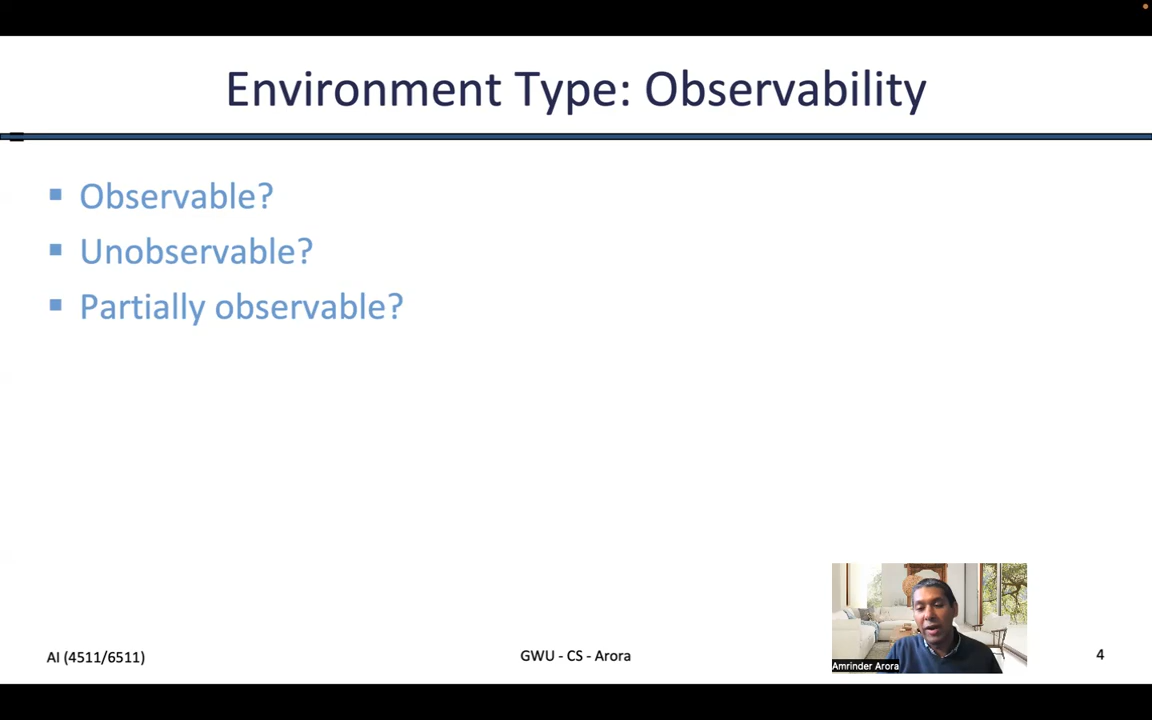 Environment Type: Observability
Observable?
Unobservable?
Partially observable?
Amrinder Arora
AI (4511/6511)
GWU - CS - Arora
4